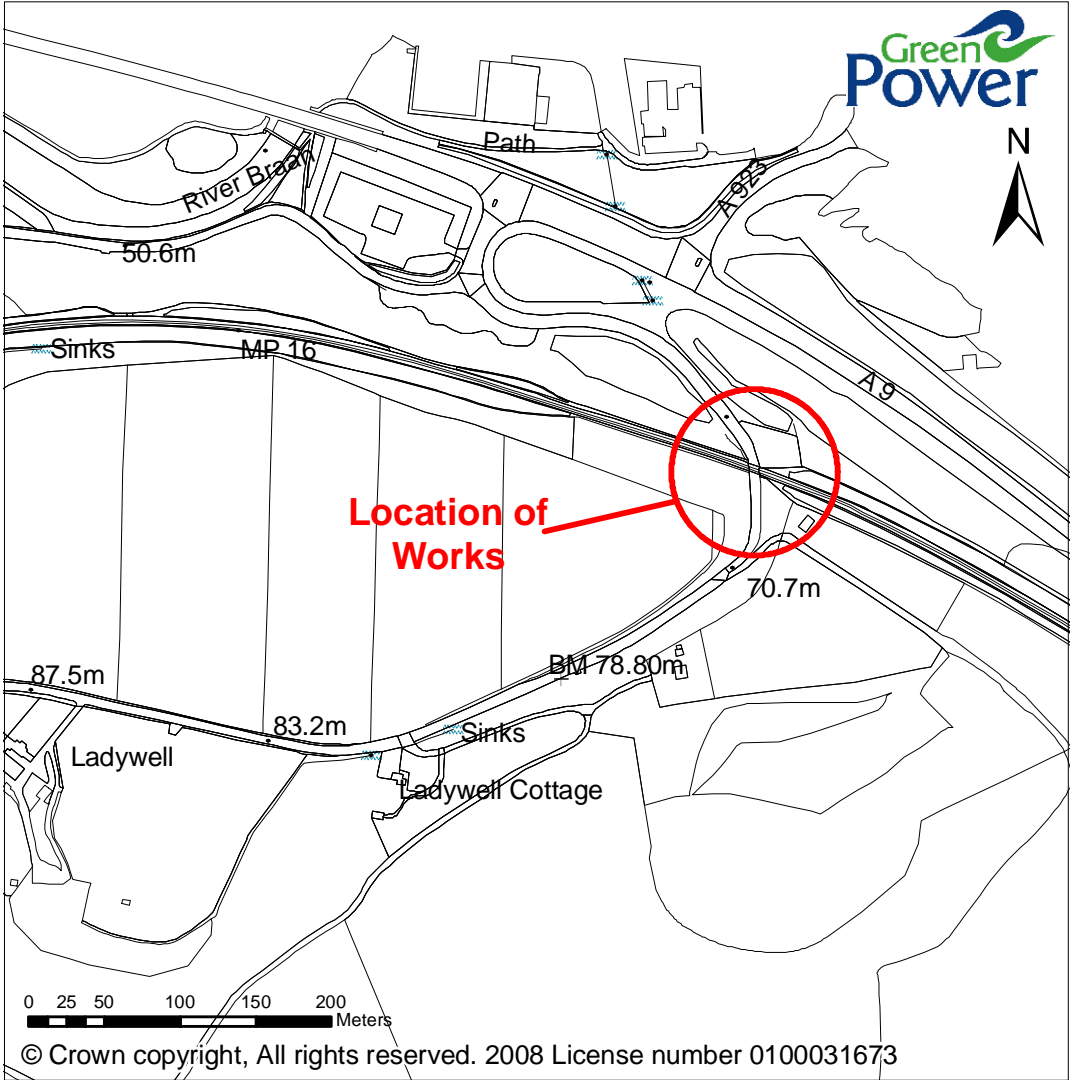 Green
Power
N
Path
River Braan
A 923
50.6m
Sinks
MP 16
A 9
Location of
Works
70.7m
BM 78.80m
87.5m
83.2m
Sinks
Ladywell
Ladywell Cottage
0 25 50 100 150 200
Meters
© Crown copyright, All rights reserved. 2008 License number 0100031673